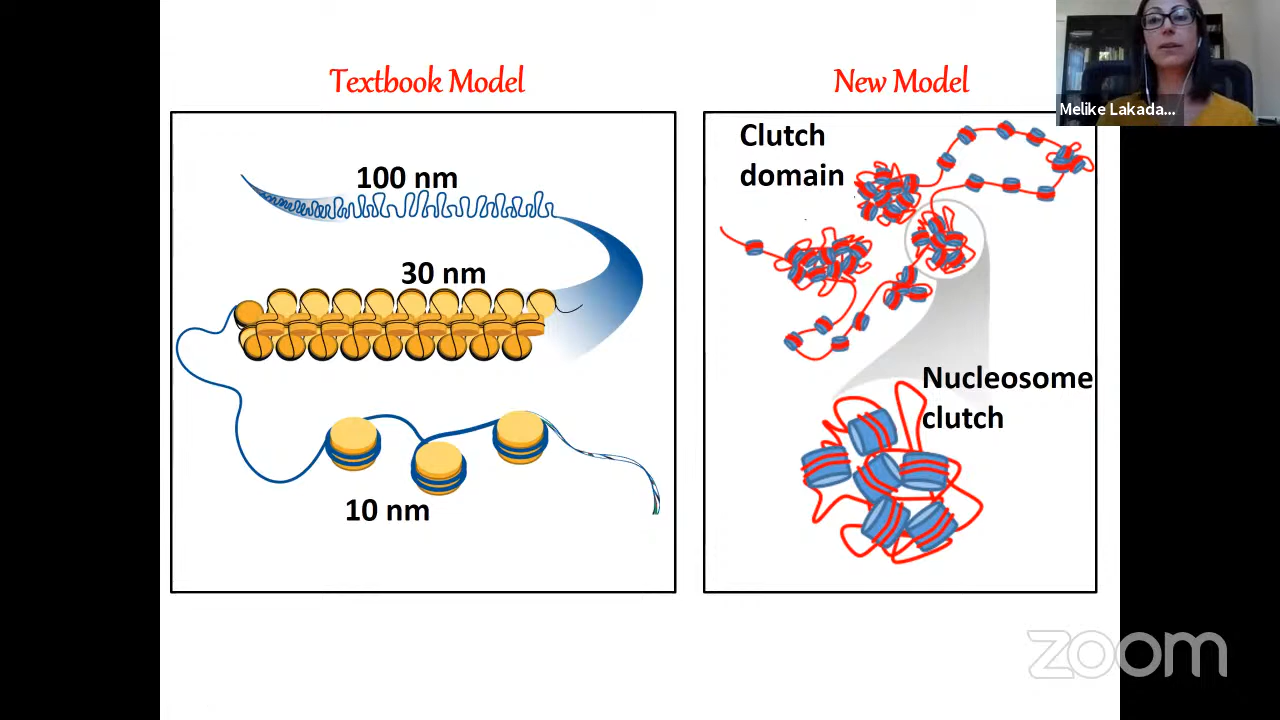 Textbook Model
100 nm
30 nm
10 nm
New Model
Clutch
domain
Nucleosome
clutch
Melike Lakada...
zoom